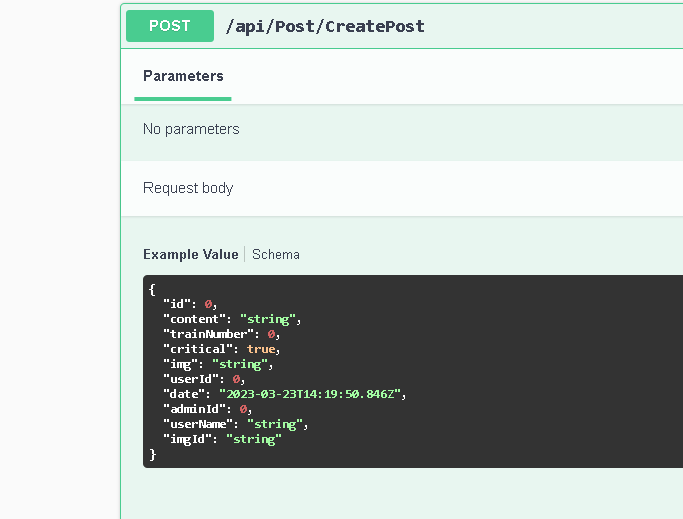 POST /api/Post/CreatePost
Parameters
No parameters
Request body
Example Value Schema
{
"id": 0,
"content": "string",
"trainNumber": 0,
"critical": true,
"img": "string",
"userId": 0,
"date": "2023-03-23T14:19:50.846Z",
"adminId": 0,
"userName": "string",
"imgId": "string"
}